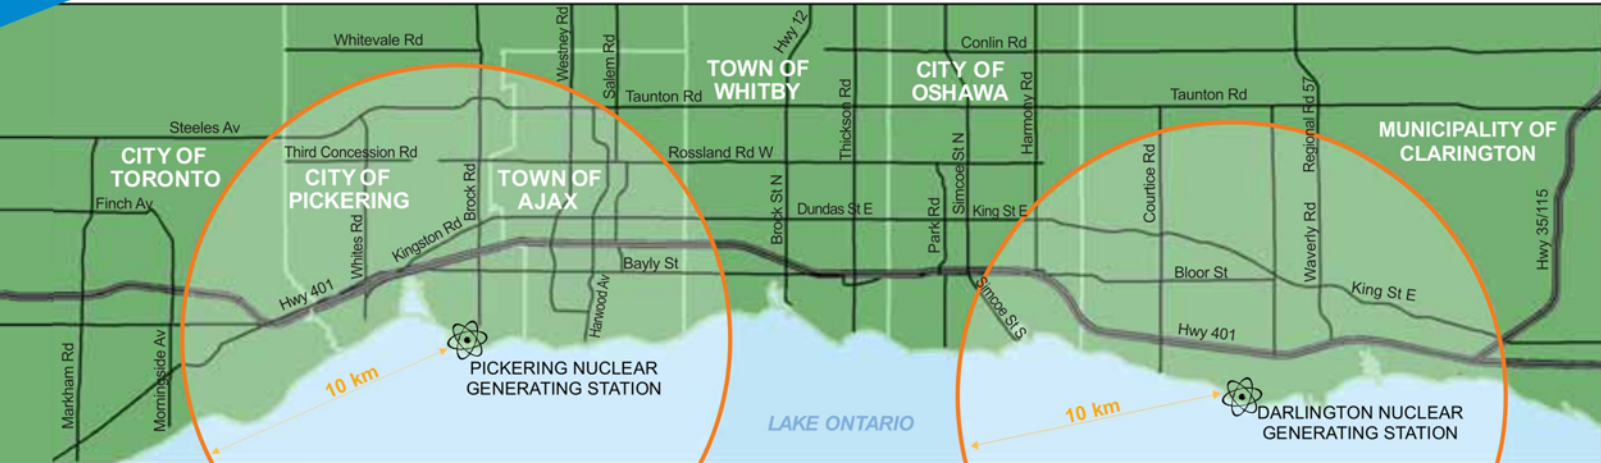 Whitevale Rd
Westney Rd
Salem Rd
Hwy 12
Conlin Rd
TOWN OF
WHITBY
CITY OF
OSHAWA
Harmony Rd
Thickson Rd
Taunton Rd
Taunton Rd
Regional Rd 57
Steeles Av
MUNICIPALITY OF
CLARINGTON
CITY OF
TORONTO
Third Concession Rd
CITY OF
PICKERING
Brock Rd
TOWN OF
AJAX
Rossland Rd W
Simcoe St N
Courtice Rd
Finch Av
Whites Rd
Kingston Rd
Brock St N
Dundas St E
Park Rd
King St E
Waverly Rd
Hwy 35/115
Bayly St
Bloor St
Hwy 401
Harwood Av
Simcoe St S
King St E
Hwy 401
Markham Rd
Morningside Av
10 km
PICKERING NUCLEAR
GENERATING STATION
LAKE ONTARIO
10 km
DARLINGTON NUCLEAR
GENERATING STATION